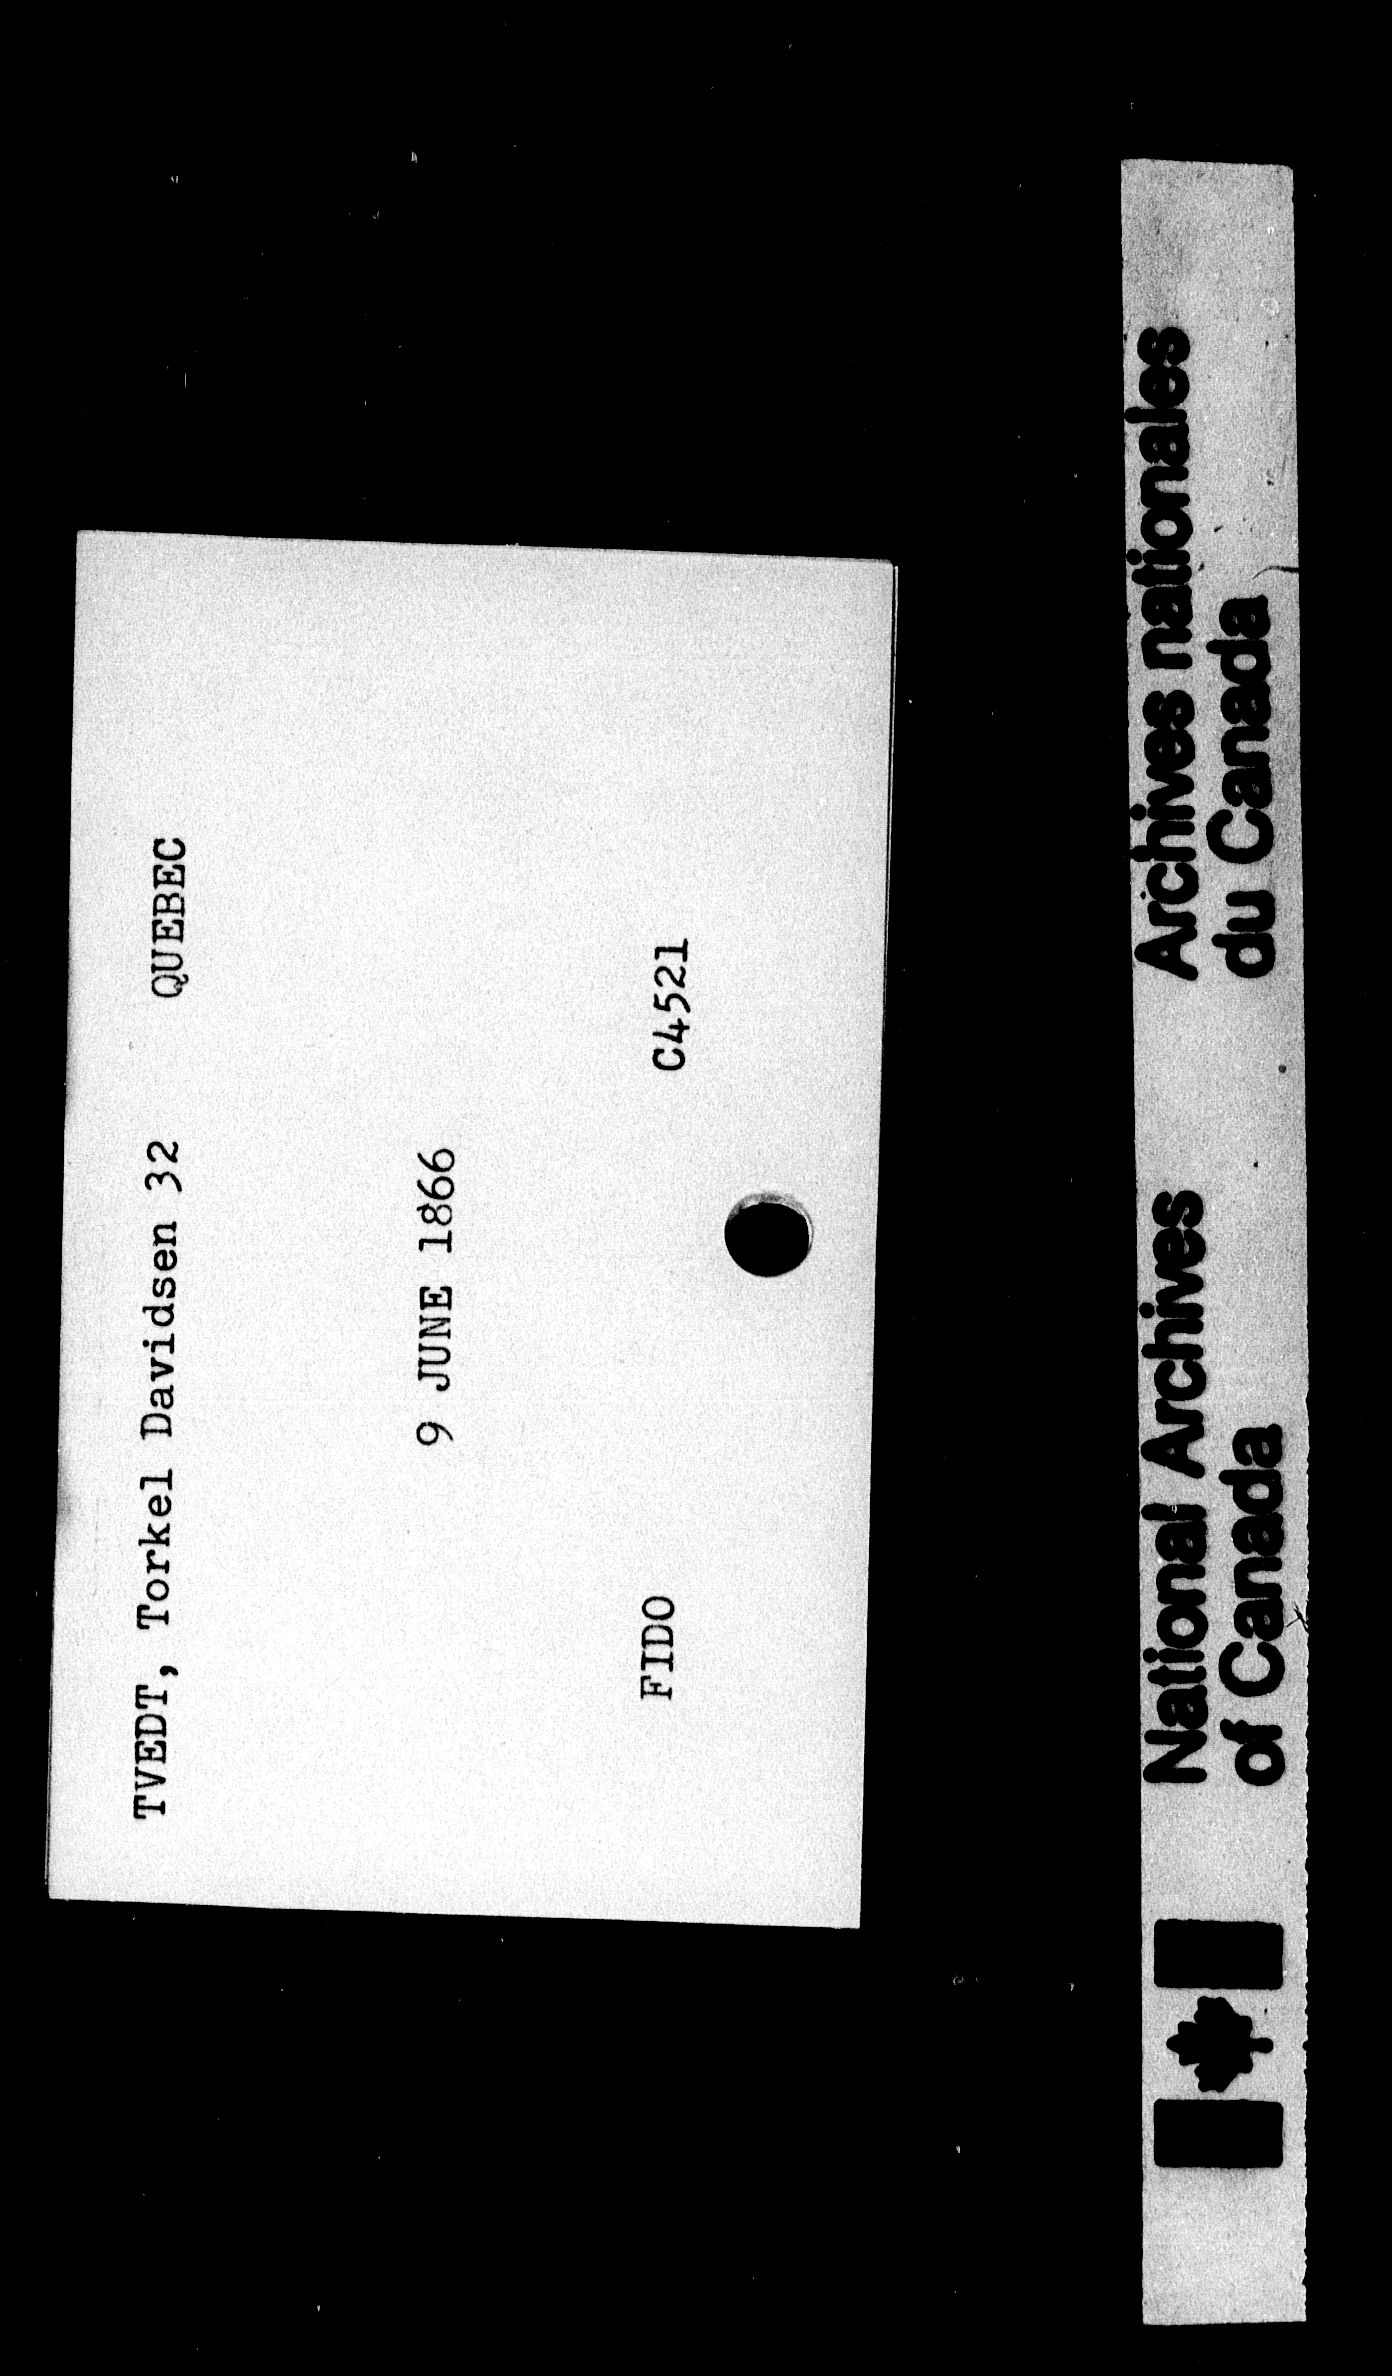 TVEDT, Torkel Davidsen 32 QUEBEC
9 JUNE 1866
FIDO C4521
National Archives
of Canada
Archives nationales
du Canada